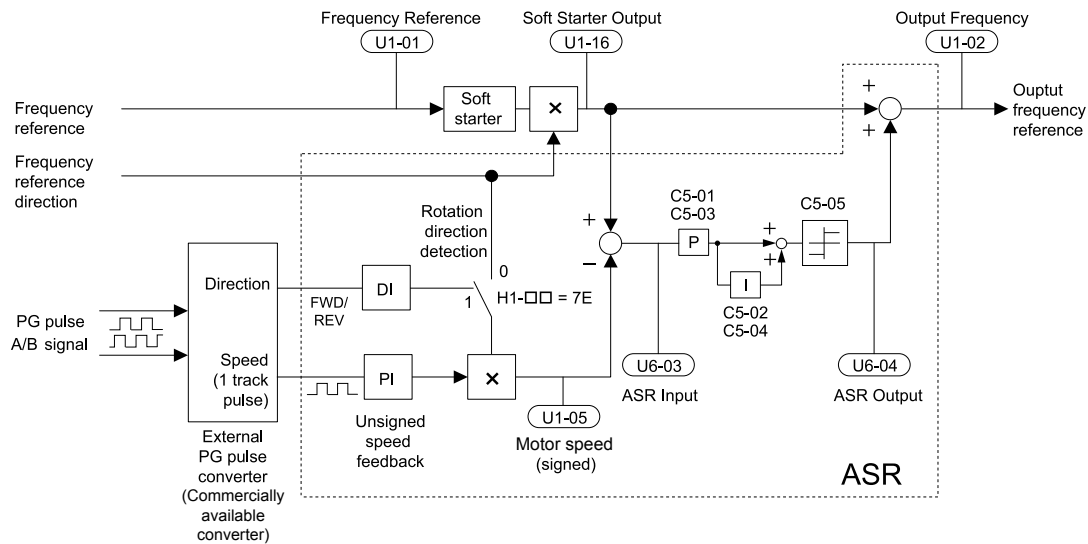 Frequency Reference
U1-01
Soft Starter Output
U1-16
Output Frequency
U1-02
Frequency
reference
Soft
starter
×
+
+
Ouptut
frequency
reference
Frequency
reference
direction
Rotation
direction
detection
0
1
H1-□□ = 7E
+
−
C5-01
C5-03
P
+
+
I
C5-02
C5-04
C5-05
PG pulse
A/B signal
Direction
Speed
(1 track
pulse)
FWD/
REV
DI
PI
×
Unsigned
speed
feedback
U1-05
Motor speed
(signed)
U6-03
ASR Input
U6-04
ASR Output
ASR
External
PG pulse
converter
(Commercially
available
converter)